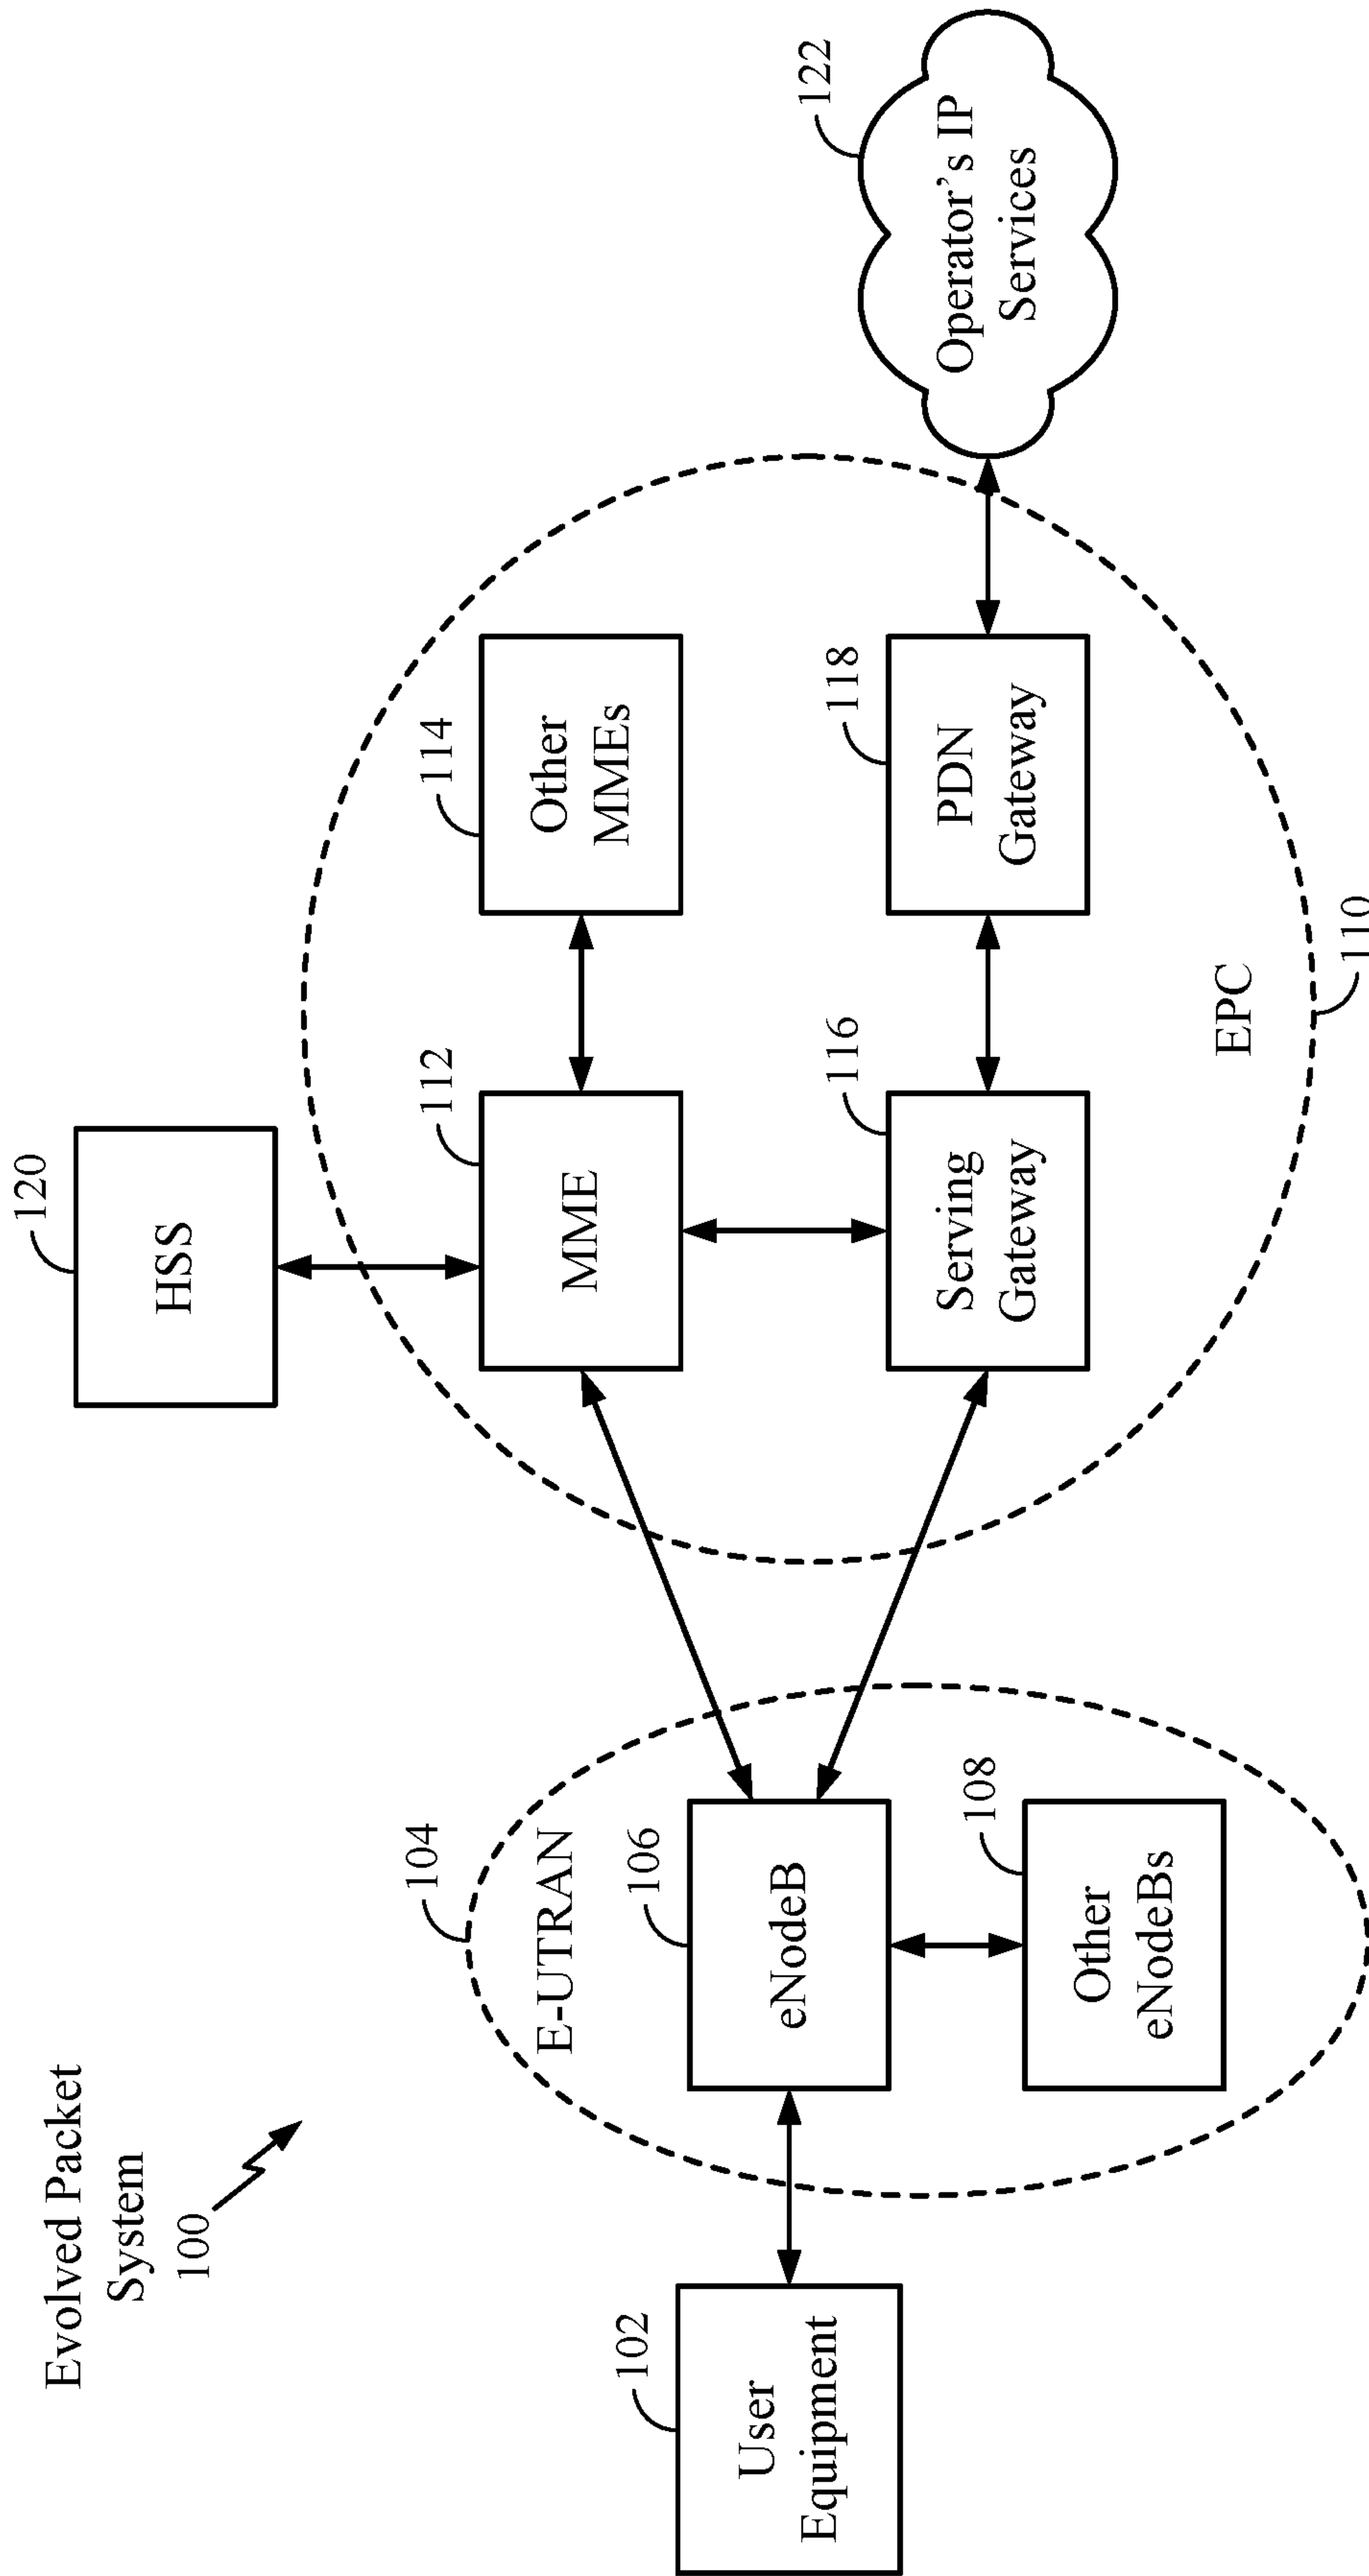 Evolved Packet
System
100
120
HSS
104
E-UTRAN
112
MME
114
Other
MMEs
102
User
Equipment
106
eNodeB
108
Other
eNodeBs
116
Serving
Gateway
118
PDN
Gateway
122
Operator's IP
Services
EPC
110